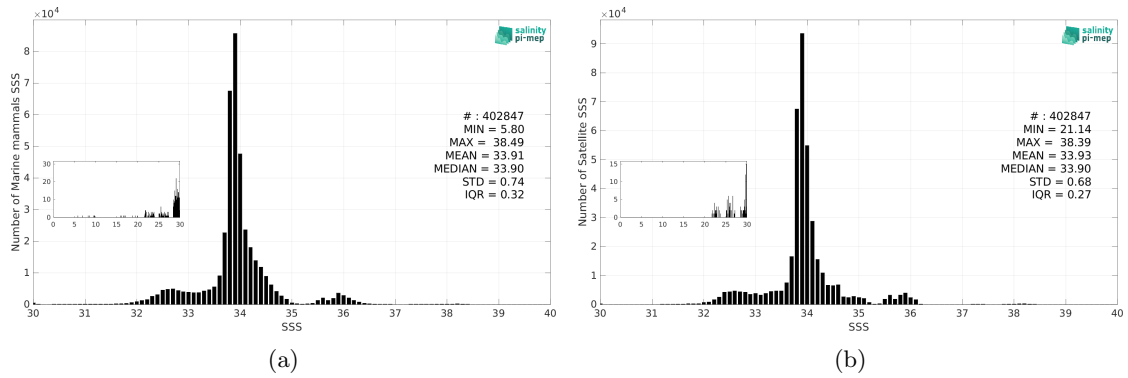 ×10⁴
8
7
6
5
4
3
2
1
0
Number of Marine mammals SSS
30 31 32 33 34 35 36 37 38 39 40
SSS
salinity
pi-mep
# : 402847
MIN = 5.80
MAX = 38.49
MEAN = 33.91
MEDIAN = 33.90
STD = 0.74
IQR = 0.32
30
20
10
0
0 5 10 15 20 25 30
(a)
×10⁴
9
8
7
6
5
4
3
2
1
0
Number of Satellite SSS
30 31 32 33 34 35 36 37 38 39 40
SSS
salinity
pi-mep
# : 402847
MIN = 21.14
MAX = 38.39
MEAN = 33.93
MEDIAN = 33.90
STD = 0.68
IQR = 0.27
15
10
5
0
0 5 10 15 20 25 30
(b)